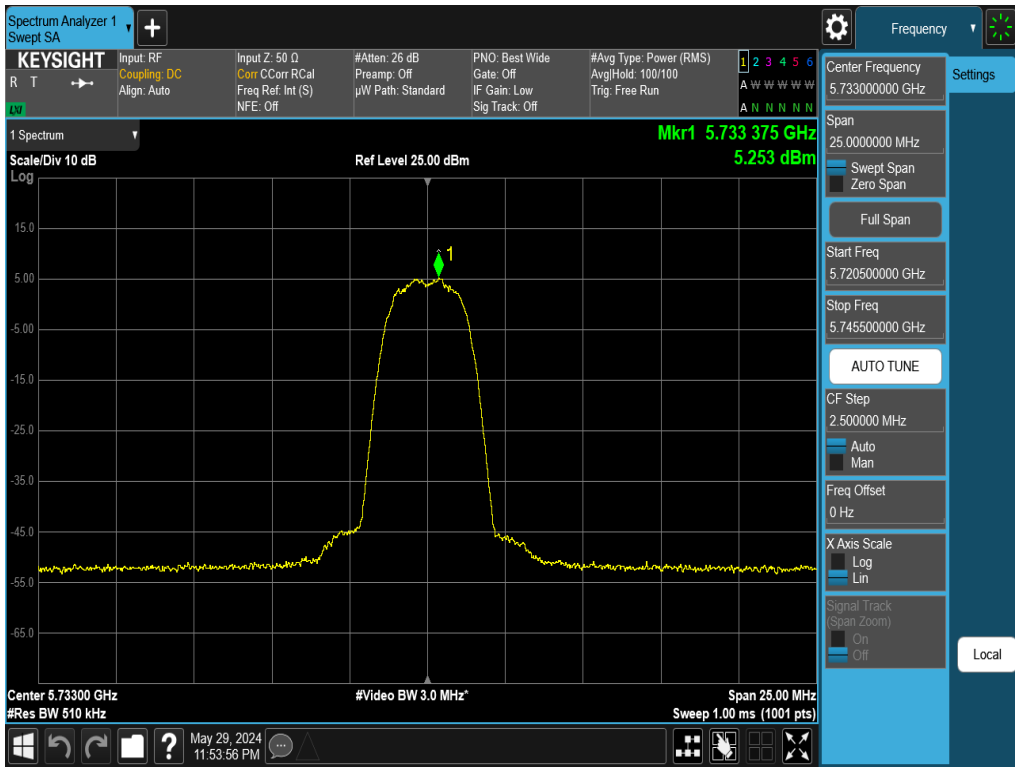 Spectrum Analyzer 1
Swept SA
Frequency
KEYSIGHT
R T
LXI
Input: RF
Coupling: DC
Align: Auto
Input Z: 50 Ω
Corr CCorr RCal
Freq Ref: Int (S)
NFE: Off
#Atten: 26 dB
Preamp: Off
µW Path: Standard
PNO: Best Wide
Gate: Off
IF Gain: Low
Sig Track: Off
#Avg Type: Power (RMS)
Avg|Hold: 100/100
Trig: Free Run
1 2 3 4 5 6
A W W W W W
A N N N N N
1 Spectrum
Mkr1 5.733 375 GHz
5.253 dBm
Scale/Div 10 dB
Ref Level 25.00 dBm
Log
15.0
5.00
-5.00
-15.0
-25.0
-35.0
-45.0
-55.0
-65.0
1
Center 5.73300 GHz
#Video BW 3.0 MHz*
Span 25.00 MHz
#Res BW 510 kHz
Sweep 1.00 ms (1001 pts)
Center Frequency
5.733000000 GHz
Settings
Span
25.0000000 MHz
Swept Span
Zero Span
Full Span
Start Freq
5.720500000 GHz
Stop Freq
5.745500000 GHz
AUTO TUNE
CF Step
2.500000 MHz
Auto
Man
Freq Offset
0 Hz
X Axis Scale
Log
Lin
Signal Track
(Span Zoom)
On
Off
Local
?
May 29, 2024
11:53:56 PM